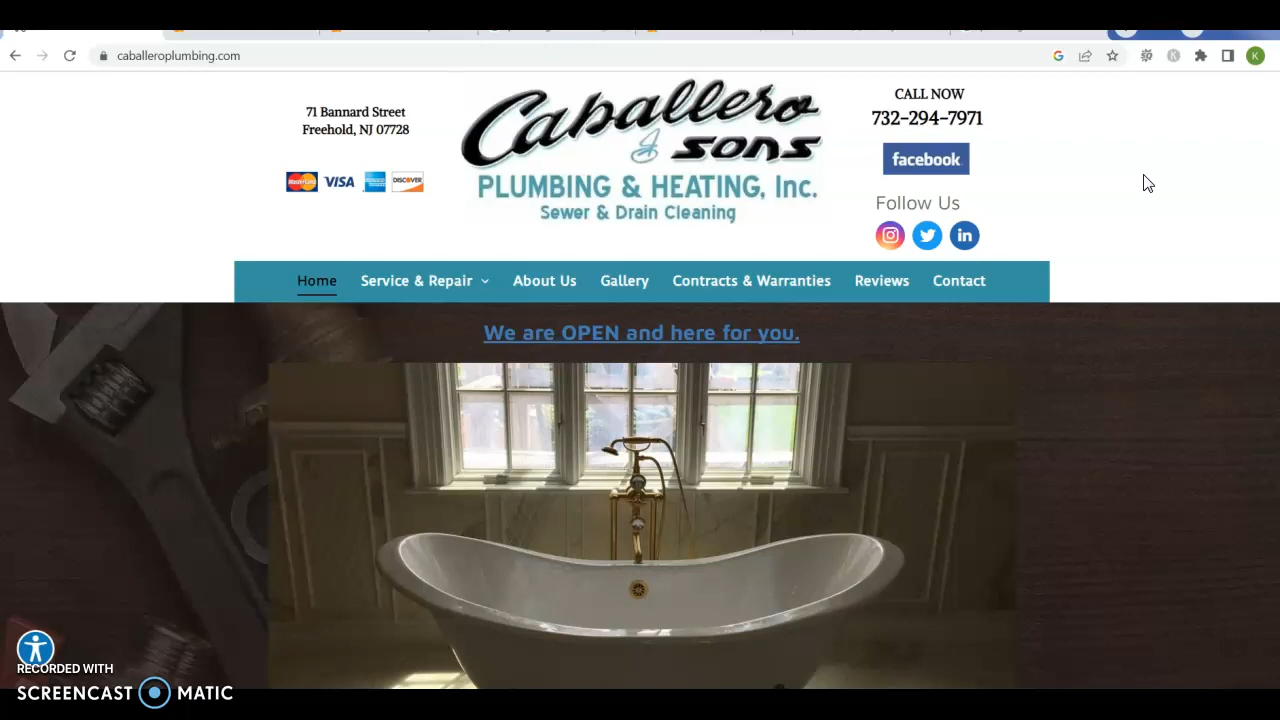 caballeroplumbing.com
K
K
71 Bannard Street
Freehold, NJ 07728
MasterCard
VISA
DISCOVER
Caballero
& sons
PLUMBING & HEATING, Inc.
Sewer & Drain Cleaning
CALL NOW
732-294-7971
facebook
Follow Us
in
Home
Service & Repair
About Us
Gallery
Contracts & Warranties
Reviews
Contact
We are OPEN and here for you.
RECORDED WITH
SCREENCAST MATIC